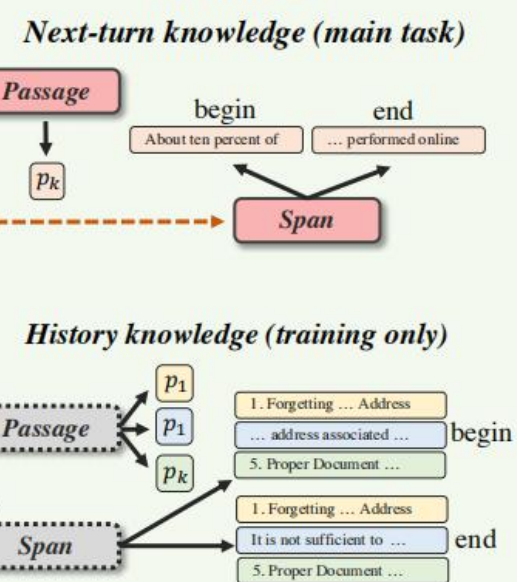 Next-turn knowledge (main task)
Passage
begin
end
About ten percent of
... performed online
pk
Span
History knowledge (training only)
p1
Passage
p1
pk
1. Forgetting ... Address
... address associated ...
begin
5. Proper Document ...
1. Forgetting ... Address
Span
It is not sufficient to ...
end
5. Proper Document ...